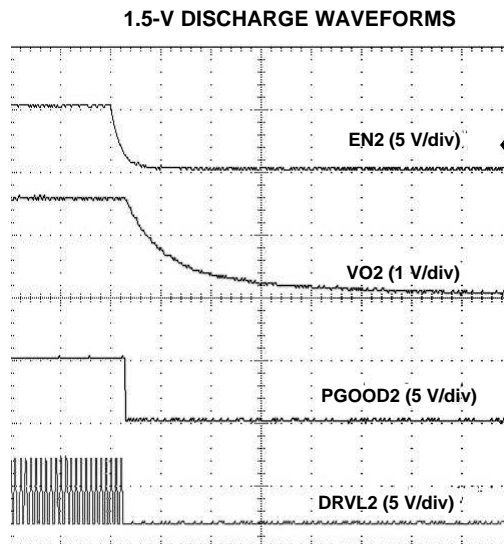 1.5-V DISCHARGE WAVEFORMS
EN2 (5 V/div)
VO2 (1 V/div)
PGOOD2 (5 V/div)
DRVL2 (5 V/div)